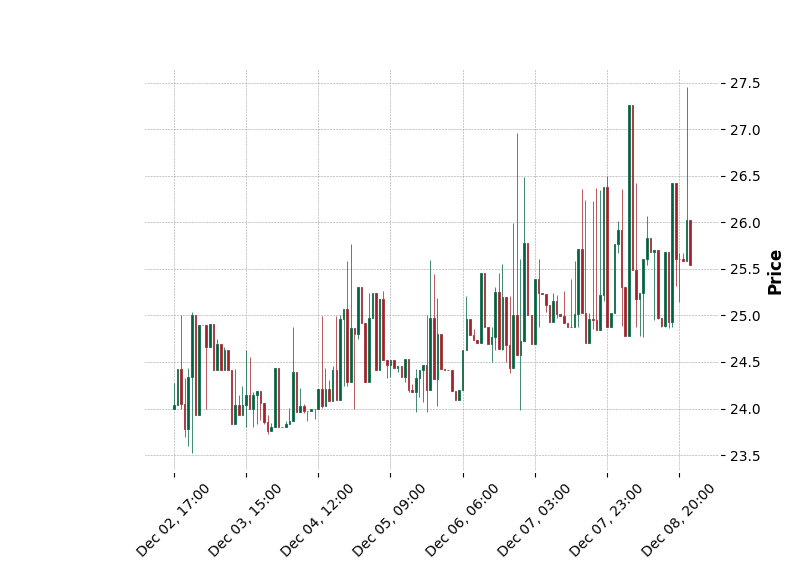 27.5
27.0
26.5
26.0
25.5
25.0
24.5
24.0
23.5
Price
Dec 02, 17:00
Dec 03, 15:00
Dec 04, 12:00
Dec 05, 09:00
Dec 06, 06:00
Dec 07, 03:00
Dec 07, 23:00
Dec 08, 20:00